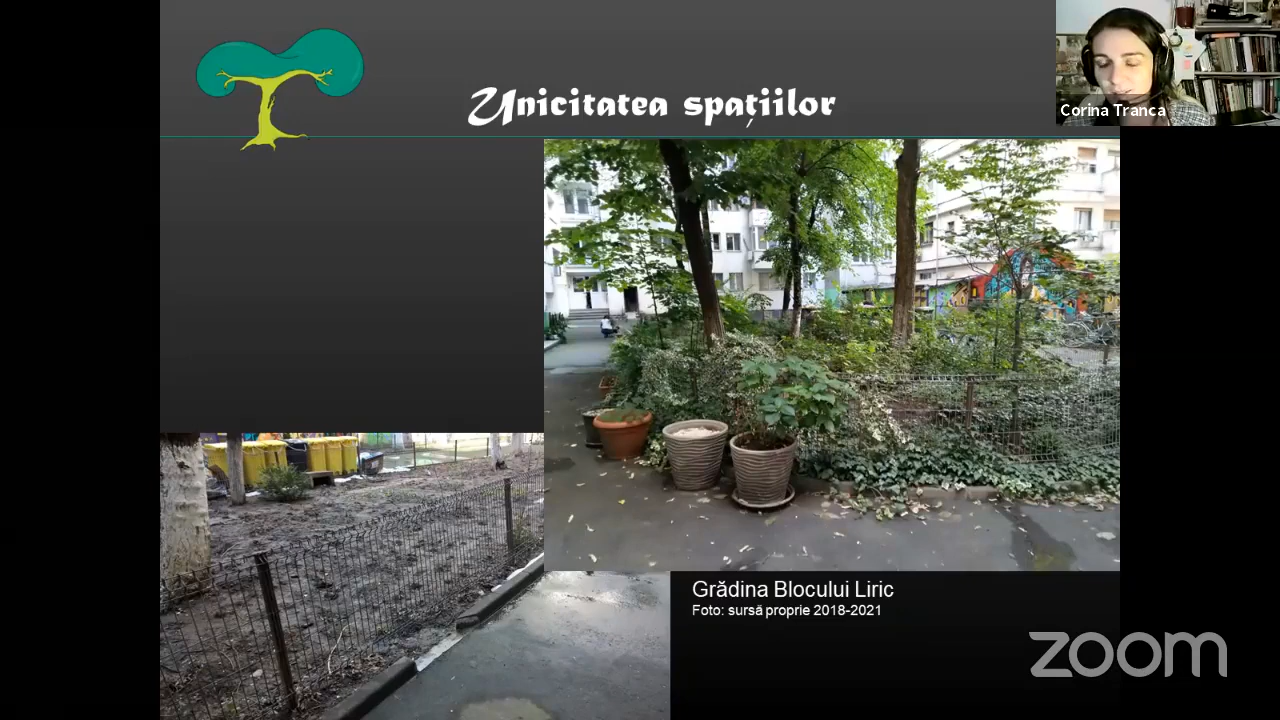 Unicitatea spațiilor
Corina Tranca
Grădina Blocului Liric
Foto: sursă proprie 2018-2021
zoom